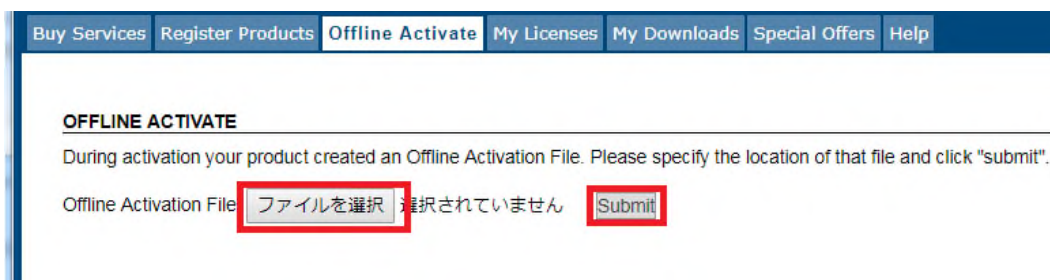 Buy Services Register Products Offline Activate My Licenses My Downloads Special Offers Help
OFFLINE ACTIVATE
During activation your product created an Offline Activation File. Please specify the location of that file and click "submit".
Offline Activation File ファイルを選択 選択されていません Submit